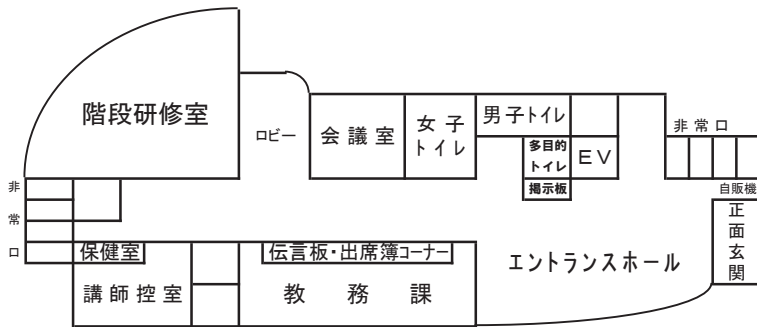 階段研修室
ロビー
会議室
女子
トイレ
男子トイレ
多目的
トイレ
掲示板
EV
非常口
自販機
正面玄関
非常口
保健室
講師控室
伝言板・出席簿コーナー
教務課
エントランスホール